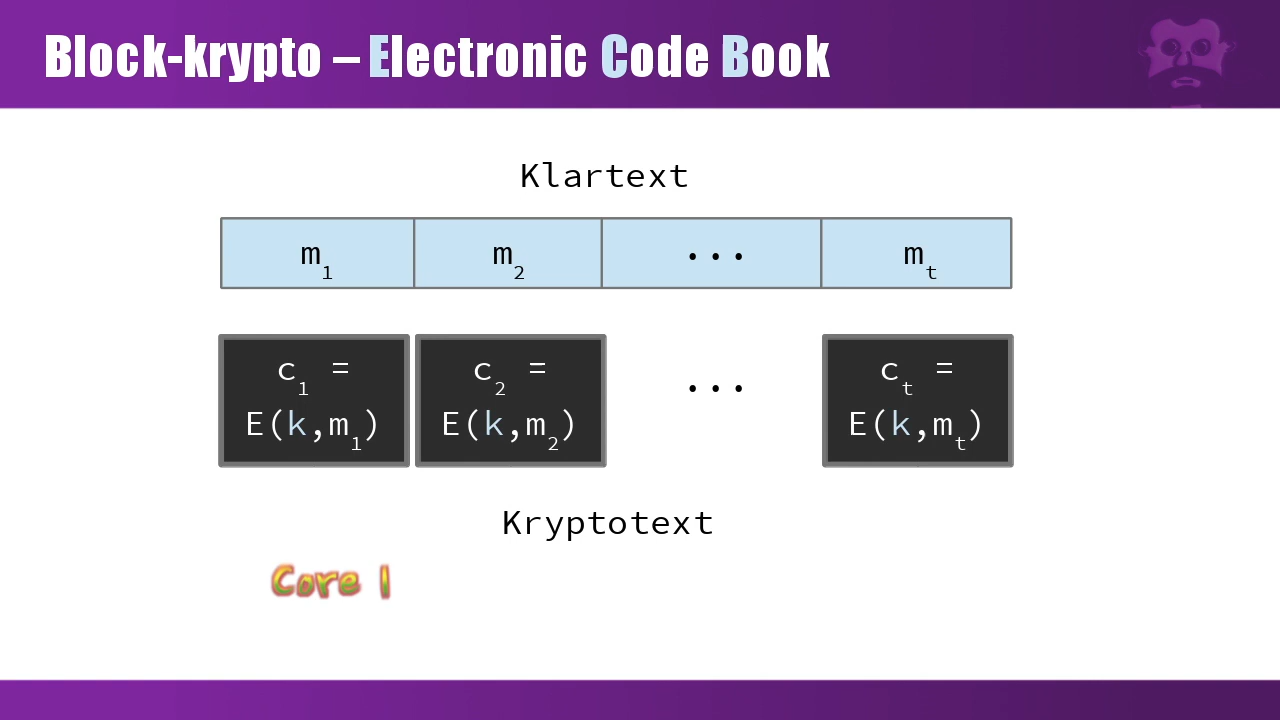 Block-krypto – Electronic Code Book
Klartext
m₁ m₂ ... mₜ
c₁ = c₂ = ... cₜ =
E(k,m₁) E(k,m₂) E(k,mₜ)
Kryptotext
Core 1